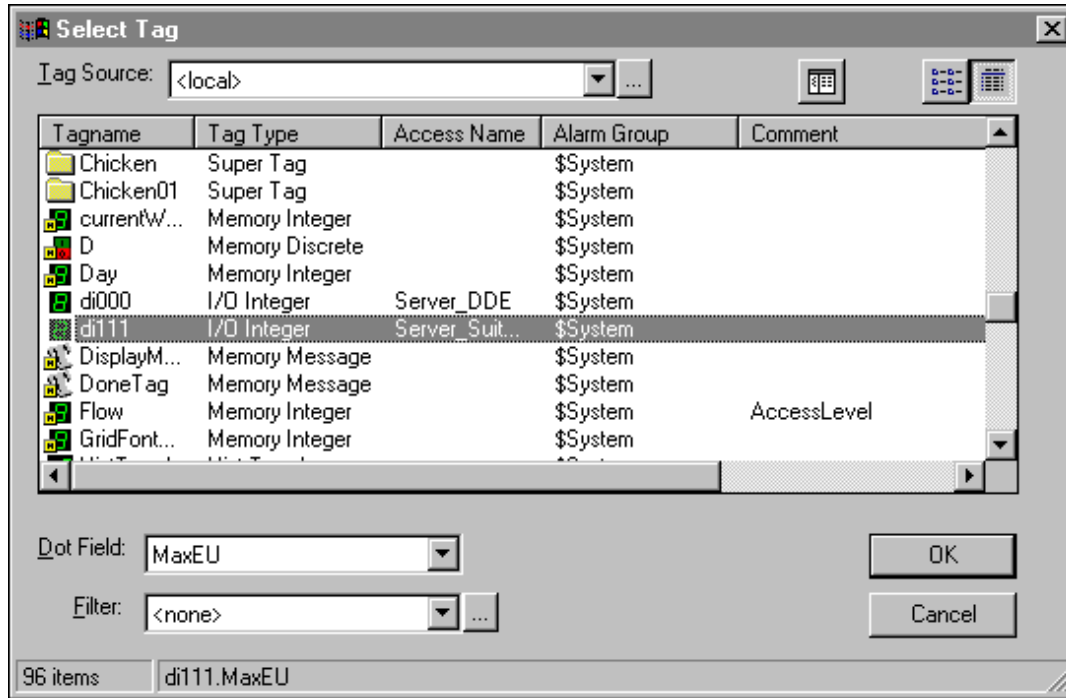 Select Tag
Tag Source: <local> ...
Tagname Tag Type Access Name Alarm Group Comment
Chicken Super Tag $System
Chicken01 Super Tag $System
currentW... Memory Integer $System
D Memory Discrete $System
Day Memory Integer $System
di000 I/O Integer Server_DDE $System
di111 I/O Integer Server_Suit... $System
DisplayM... Memory Message $System
DoneTag Memory Message $System
Flow Memory Integer $System AccessLevel
GridFont... Memory Integer $System
Dot Field: MaxEU OK
Filter: <none> ... Cancel
96 items di111.MaxEU